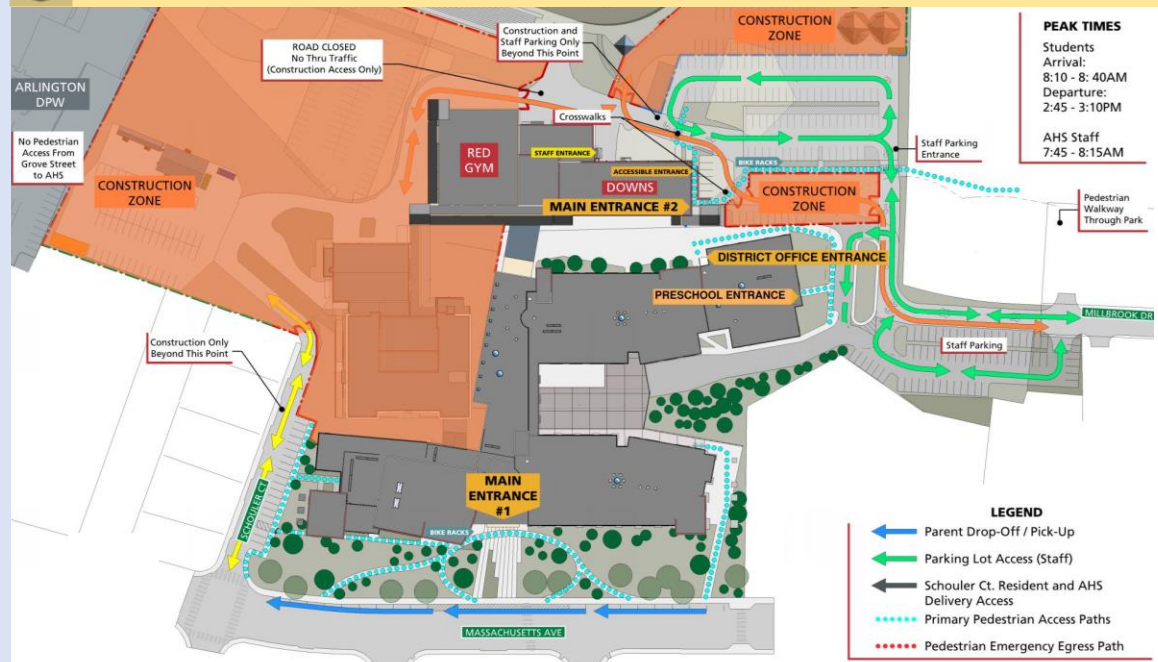 CONSTRUCTION
ZONE
PEAK TIMES
Students
Arrival:
8:10 - 8: 40AM
Departure:
2:45 - 3:10PM
AHS Staff
7:45 - 8:15AM
Construction and
Staff Parking Only
Beyond This Point
ROAD CLOSED
No Thru Traffic
(Construction Access Only)
ARLINGTON
DPW
No Pedestrian
Access From
Grove Street
to AHS
CONSTRUCTION
ZONE
Crosswalks
RED
GYM
STAFF ENTRANCE
ACCESSIBLE ENTRANCE
DOWNS
MAIN ENTRANCE #2
BIKE RACKS
CONSTRUCTION
ZONE
Staff Parking
Entrance
Pedestrian
Walkway
Through Park
DISTRICT OFFICE ENTRANCE
PRESCHOOL ENTRANCE
MILLBROOK DR
Staff Parking
Construction Only
Beyond This Point
SCHOULER CT
MAIN
ENTRANCE
#1
BIKE RACKS
MASSACHUSETTS AVE
LEGEND
Parent Drop-Off / Pick-Up
Parking Lot Access (Staff)
Schouler Ct. Resident and AHS
Delivery Access
Primary Pedestrian Access Paths
Pedestrian Emergency Egress Path